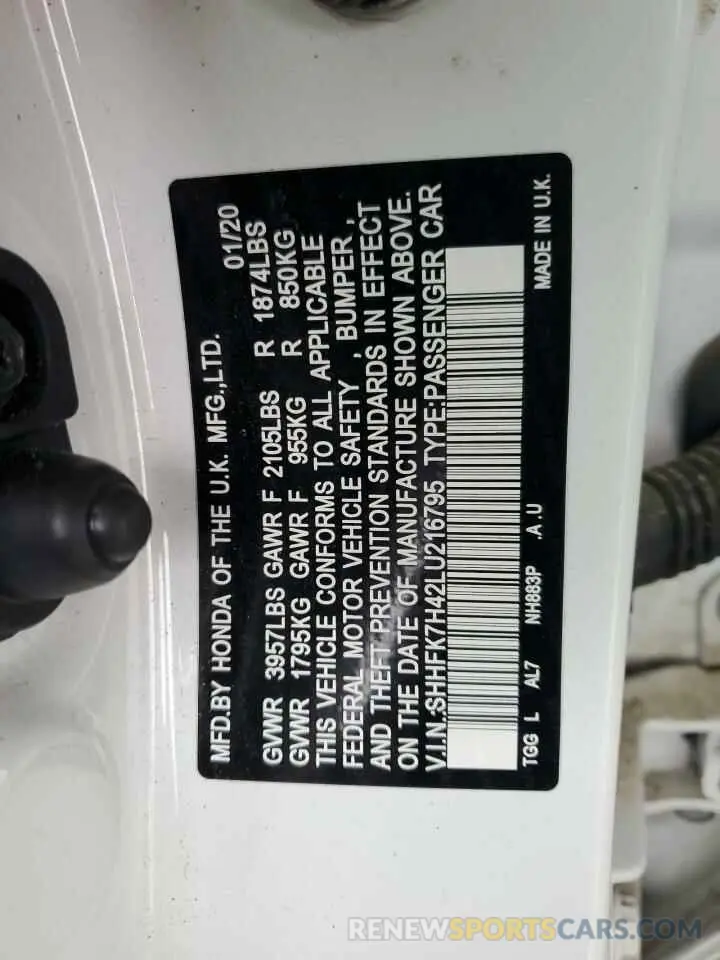 MFD.BY HONDA OF THE U.K. MFG.,LTD. 01/20
GVWR 3957LBS GAWR F 2105LBS R 1874LBS
GVWR 1795KG GAWR F 955KG R 850KG
THIS VEHICLE CONFORMS TO ALL APPLICABLE
FEDERAL MOTOR VEHICLE SAFETY , BUMPER ,
AND THEFT PREVENTION STANDARDS IN EFFECT
ON THE DATE OF MANUFACTURE SHOWN ABOVE.
V.I.N.:SHHFK7H42LU216795 TYPE:PASSENGER CAR
TGG L AL7 NH883P .A .U MADE IN U.K.
RENEWSPORTSCAR.COM